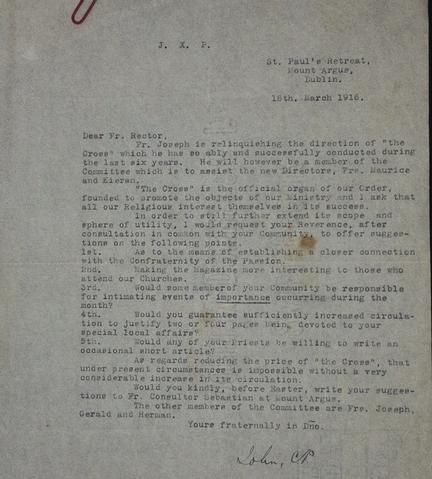 J. X. P.
St. Paul's Retreat,
Mount Argus,
Dublin.
18th. March 1916.
Dear Fr. Rector,
Fr. Joseph is relinquishing the direction of "the
Cross" which he has so ably and successfully conducted during
the last six years. He will however be a member of the
Committee which is to assist the new Directors, Frs. Maurice
and Kieran.
"The Cross" is the official organ of our Order,
founded to promote the objects of our Ministry and I ask that
all our Religious interest themselves in its success.
In order to still further extend its scope and
sphere of utility, I would request your Reverence, after
consultation in common with your Community, to offer sugges-
tions on the following points.
1st. As to the means of establishing a closer connection
with the Confraternity of the Passion.
2nd. Making the Magazine more interesting to those who
attend our Churches.
3rd. Would some memberof your Community be responsible
for intimating events of importance occurring during the
month?
4th. Would you guarantee sufficiently increased circula-
tion to justify two or four pages being devoted to your
special local affairs?
5th. Would any of your Priests be willing to write an
occasional short article?
As regards reducing the price of "the Cross", that
under present circumstances is impossible without a very
considerable increase in its circulation.
Would you kindly, before Easter, write your sugges-
tions to Fr. Consultor Sebastian at Mount Argus.
The other members of the Committee are Frs. Joseph,
Gerald and Herman.
Yours fraternally in Dno.
John, CP